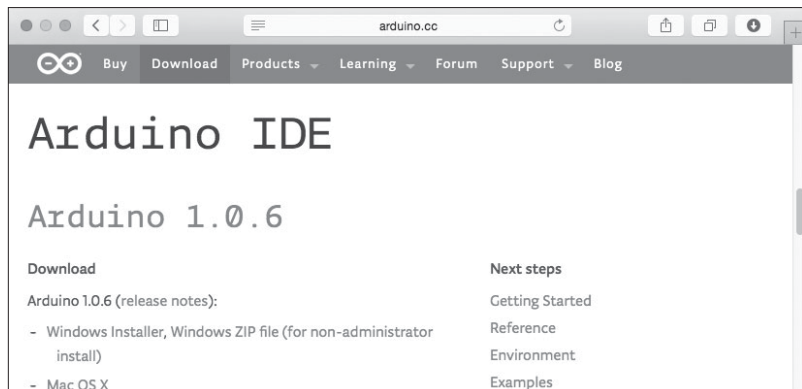 arduino.cc
Buy Download Products Learning Forum Support Blog
Arduino IDE
Arduino 1.0.6
Download
Arduino 1.0.6 (release notes):
- Windows Installer, Windows ZIP file (for non-administrator
install)
- Mac OS X
Next steps
Getting Started
Reference
Environment
Examples